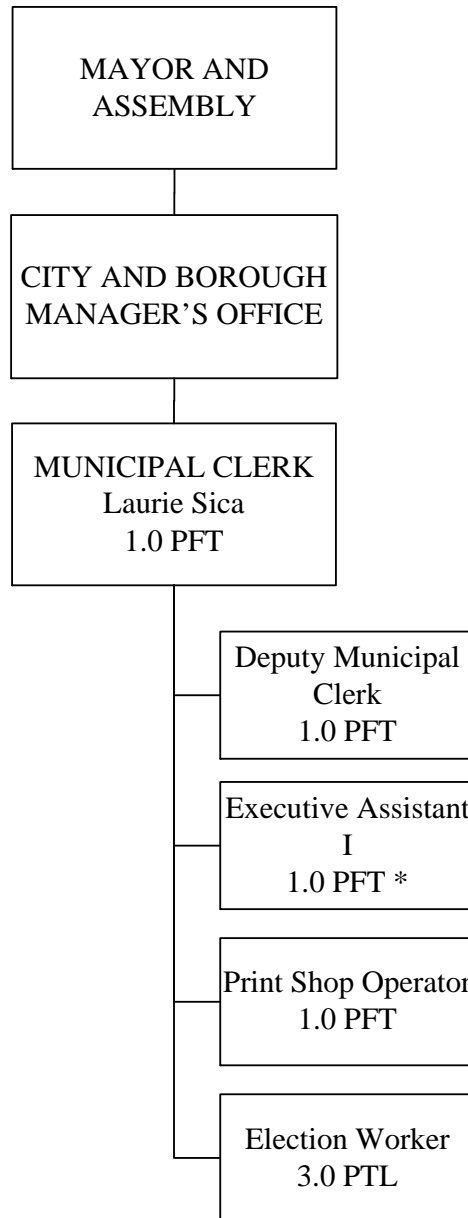 MAYOR AND
ASSEMBLY
CITY AND BOROUGH
MANAGER'S OFFICE
MUNICIPAL CLERK
Laurie Sica
1.0 PFT
Deputy Municipal
Clerk
1.0 PFT
Executive Assistant
I
1.0 PFT *
Print Shop Operator
1.0 PFT
Election Worker
3.0 PTL